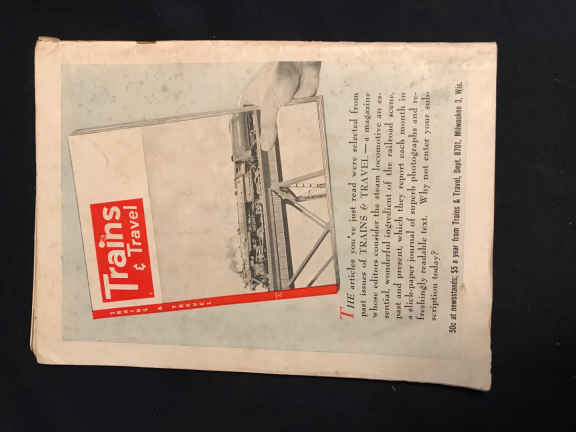 Trains
& Travel
TRAINS & TRAVEL
THE articles you've just read were selected from
past issues of TRAINS & TRAVEL—a magazine
whose editors consider the steam locomotive an es-
sential, wonderful ingredient of the railroad scene,
past and present, which they report each month in
a slick-paper journal of superb photographs and re-
freshingly readable text. Why not enter your sub-
scription today?
50c at newsstands; $5 a year from Trains & Travel, Dept. 8701, Milwaukee 3, Wis.